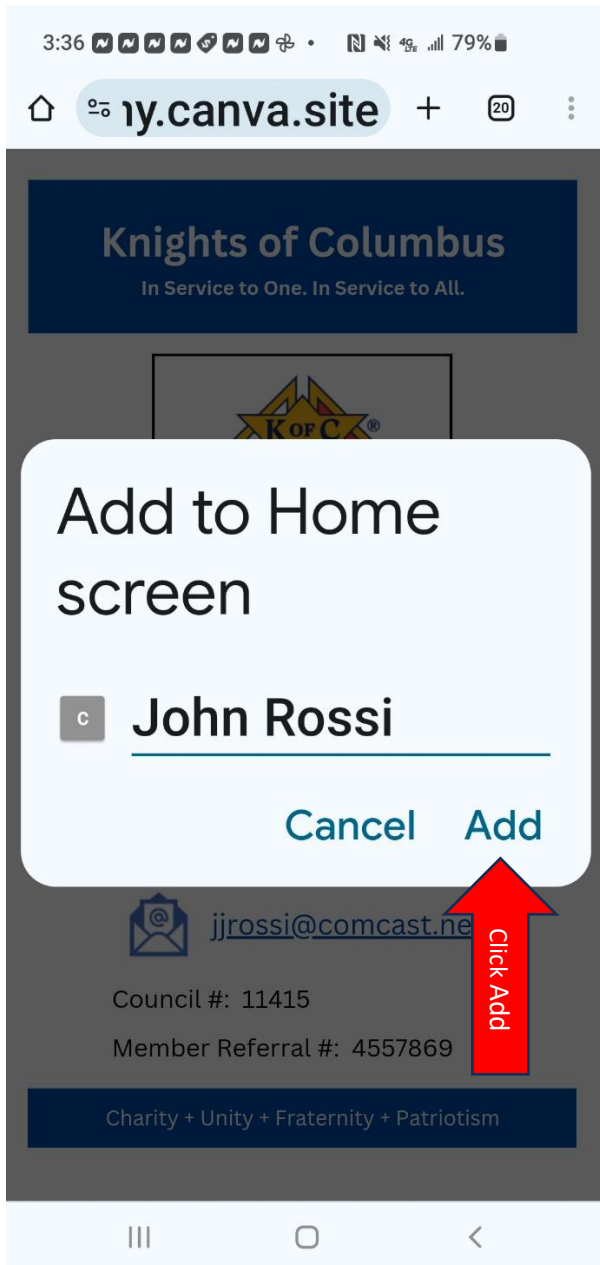 3:36 79%
ny.canva.site + 20
Knights of Columbus
In Service to One. In Service to All.
K OF C ®
Add to Home
screen
C John Rossi
Cancel Add
jjrossi@comcast.ne
Click Add
Council #: 11415
Member Referral #: 4557869
Charity + Unity + Fraternity + Patriotism